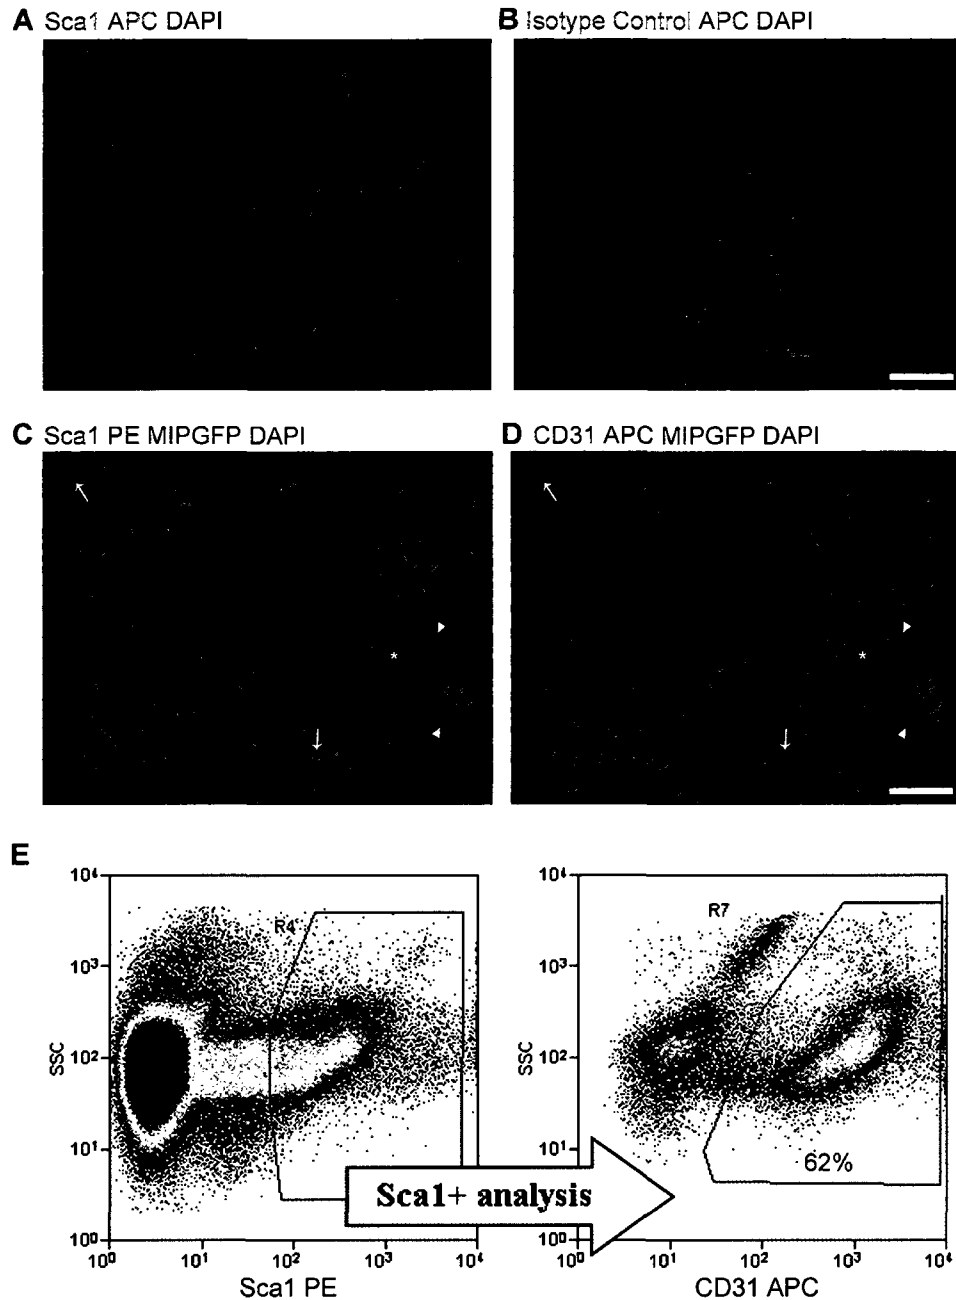 A Sca1 APC DAPI
B Isotype Control APC DAPI
C Sca1 PE MIPGFP DAPI
D CD31 APC MIPGFP DAPI
*
*
E
10⁴
10³
10²
10¹
10⁰
SSC
R4
10⁰ 10¹ 10² 10³ 10⁴
Sca1 PE
Sca1+ analysis
10⁴
10³
10²
10¹
10⁰
SSC
R7
62%
10⁰ 10¹ 10² 10³ 10⁴
CD31 APC